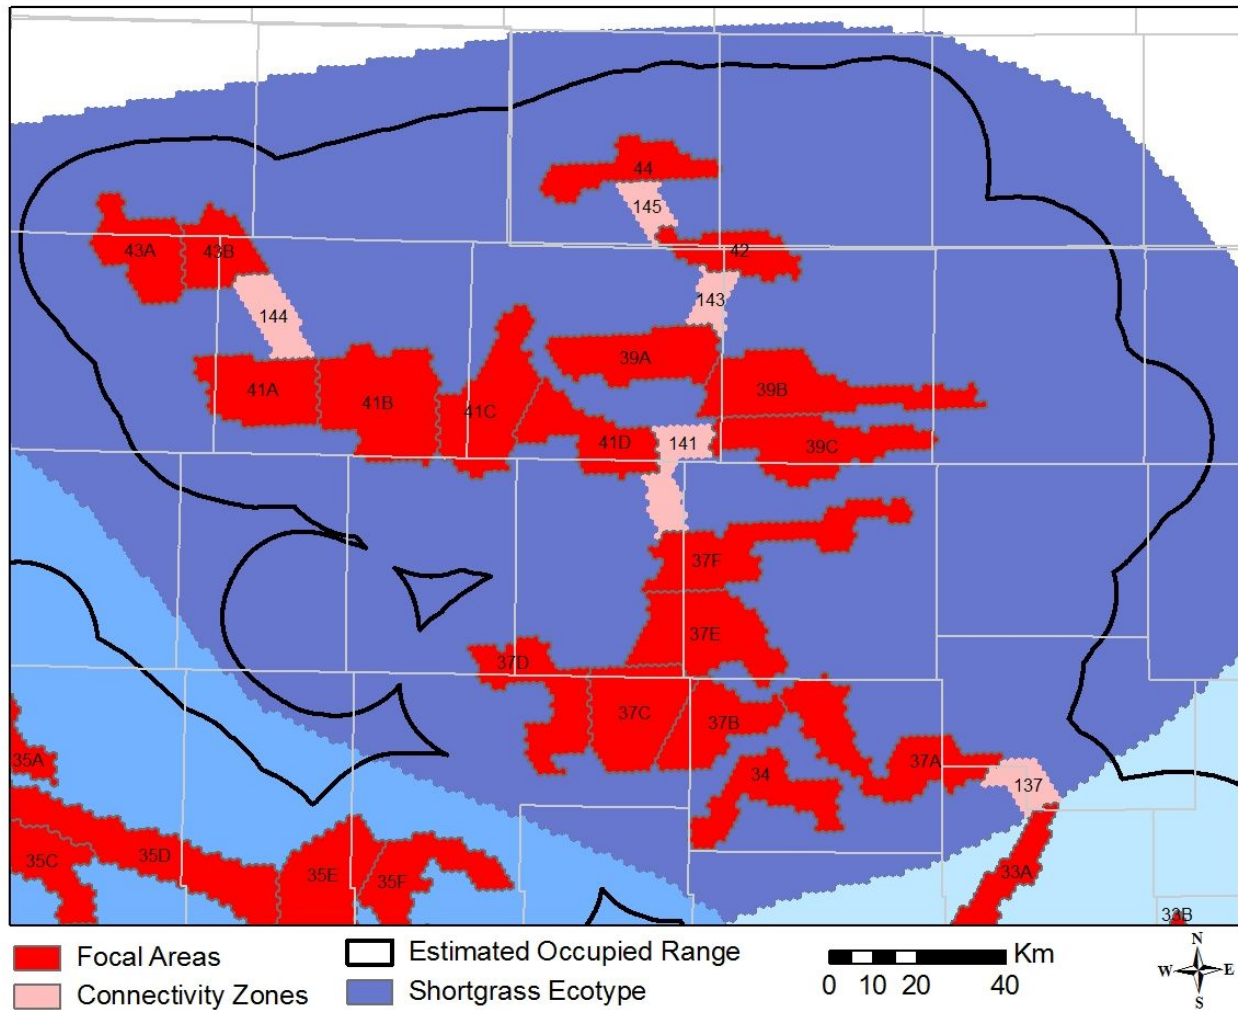 44
145
43A
43B
42
144
143
39A
41A
41B
41C
39B
41D
141
39C
37F
37E
37D
37C
37B
35A
34
37A
137
35C
35D
35E
35F
33A
33B
Focal Areas
Estimated Occupied Range
Km
Connectivity Zones
Shortgrass Ecotype
0 10 20 40
N
W E
S